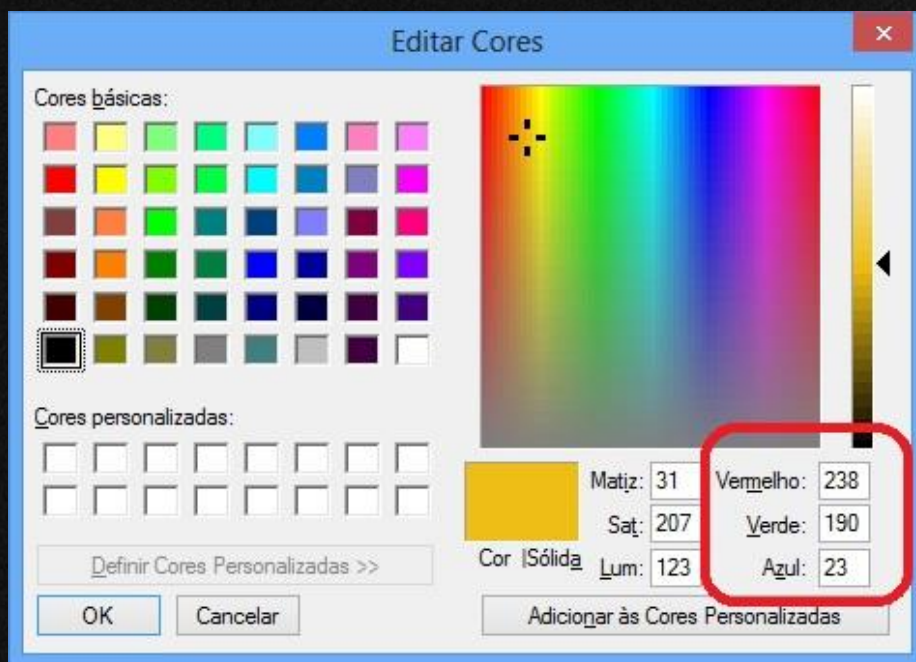 Editar Cores
Cores básicas:
Cores personalizadas:
Definir Cores Personalizadas >>
OK
Cancelar
Cor |Sólida
Matiz: 31
Sat: 207
Lum: 123
Vermelho: 238
Verde: 190
Azul: 23
Adicionar às Cores Personalizadas